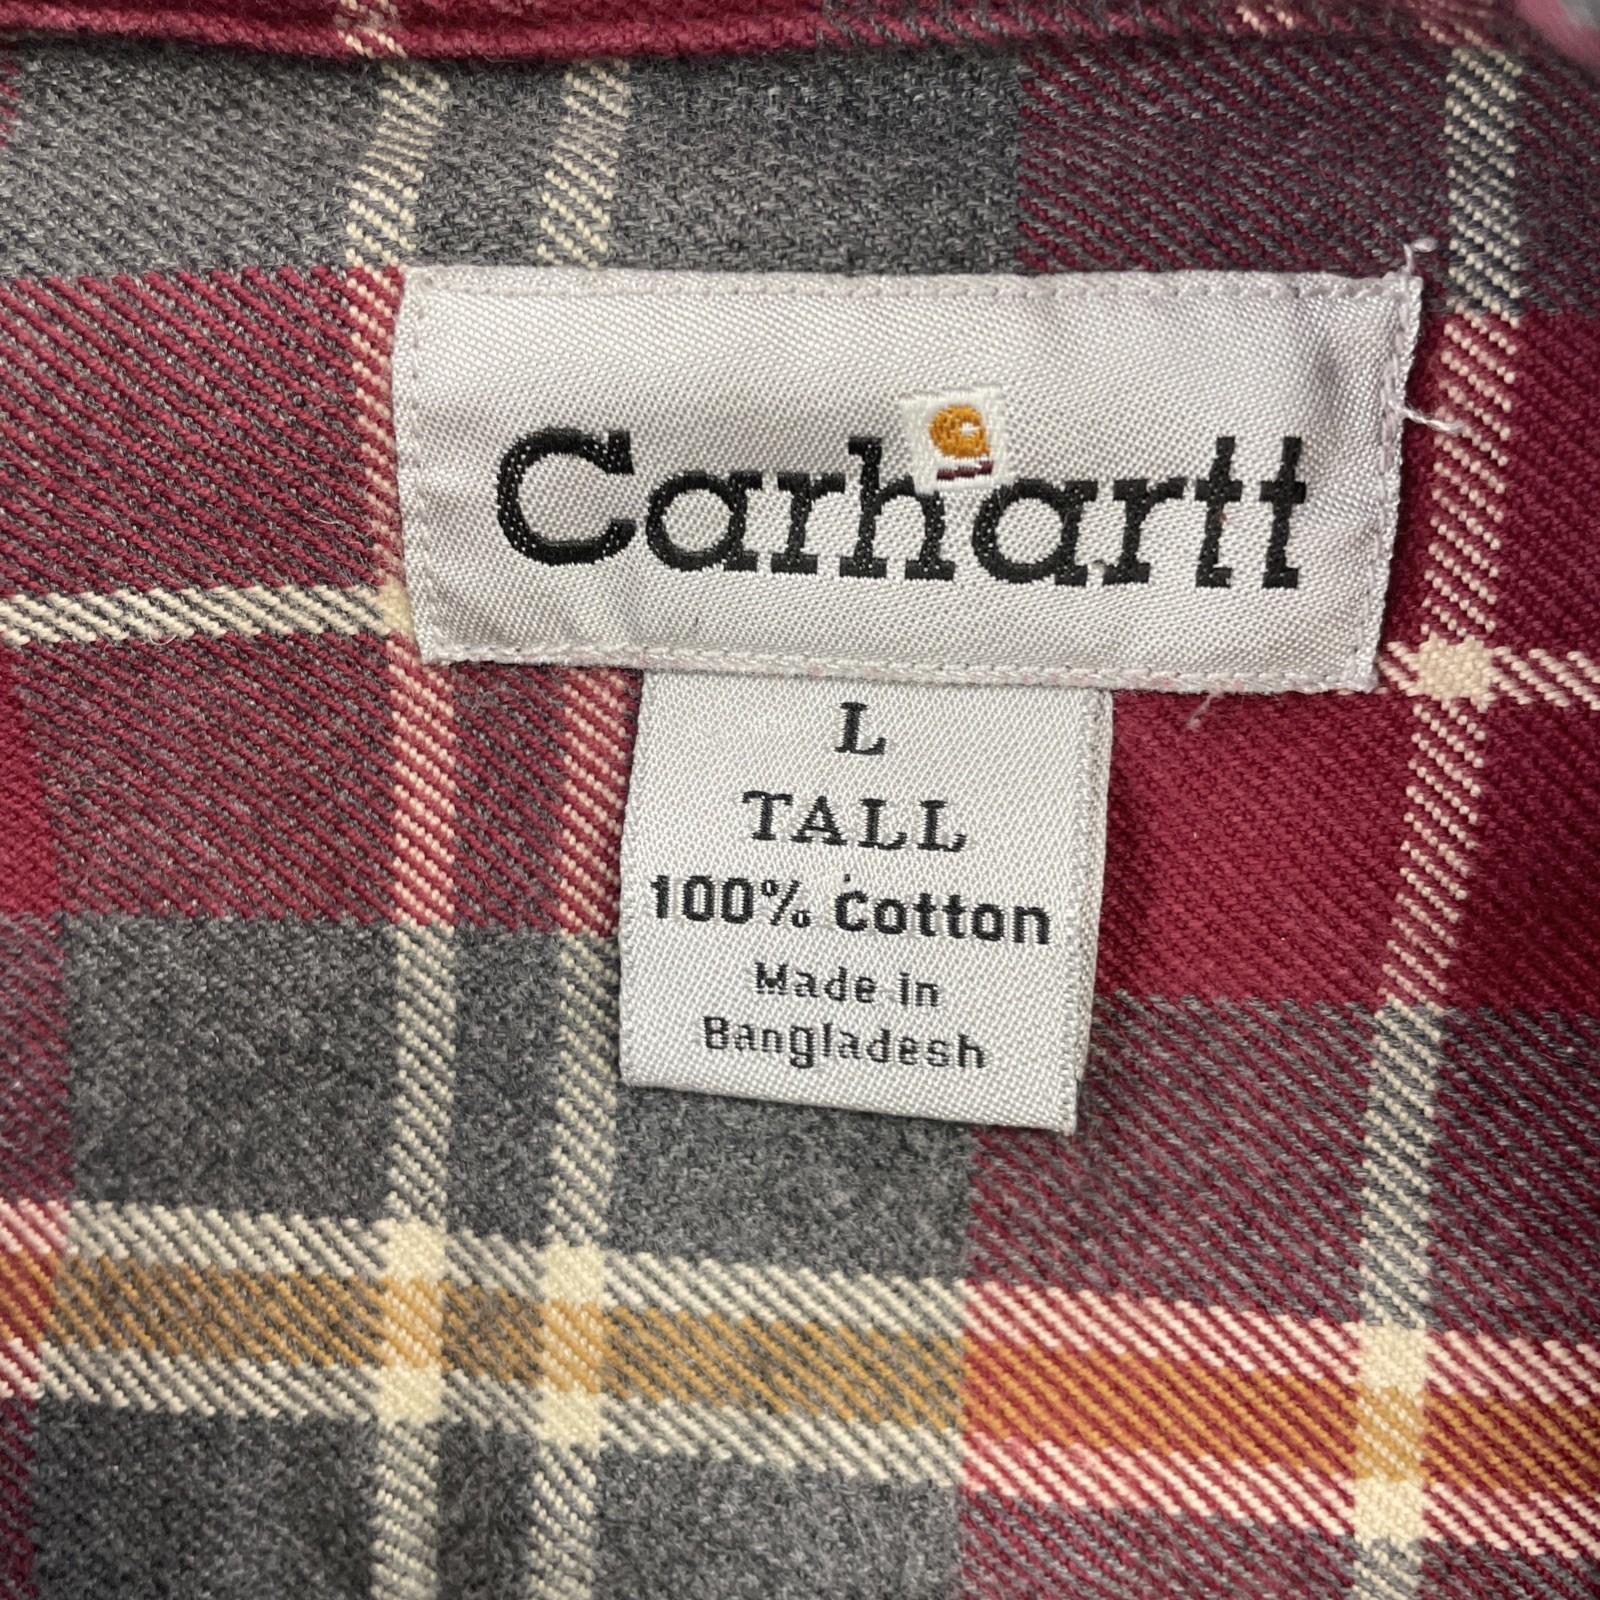 Carhartt
L
TALL
100% Cotton
Made in
Bangladesh